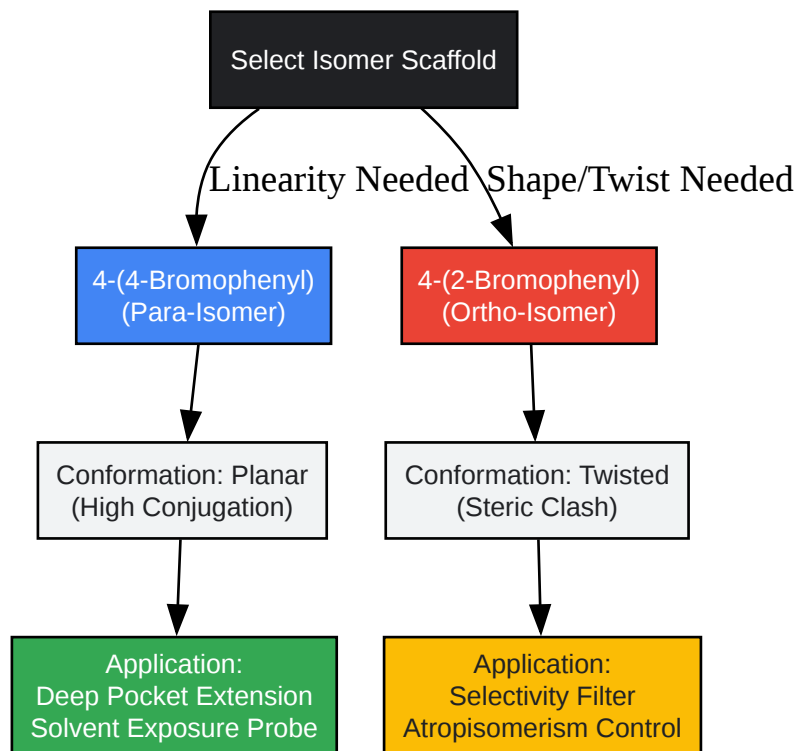 Select Isomer Scaffold
Linearity Needed
Shape/Twist Needed
4-(4-Bromophenyl)
(Para-Isomer)
4-(2-Bromophenyl)
(Ortho-Isomer)
Conformation: Planar
(High Conjugation)
Conformation: Twisted
(Steric Clash)
Application:
Deep Pocket Extension
Solvent Exposure Probe
Application:
Selectivity Filter
Atropisomerism Control